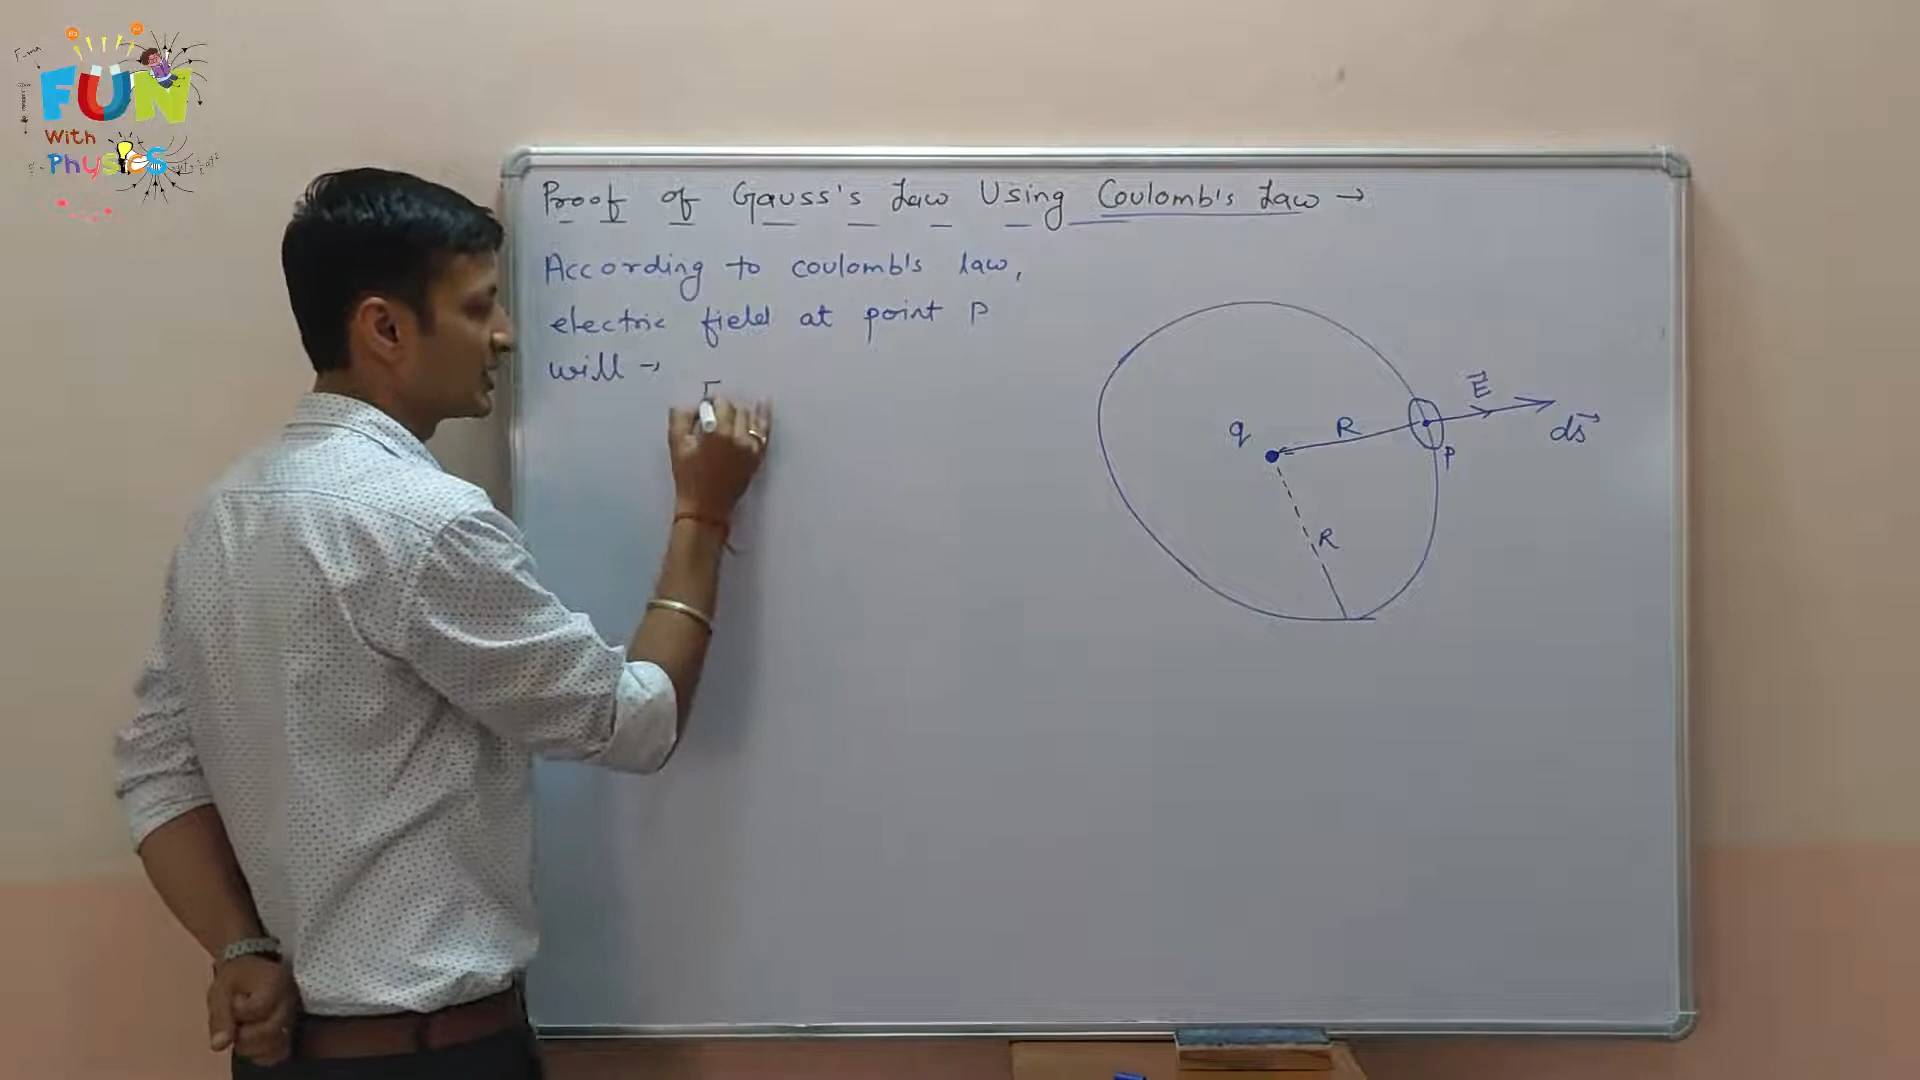 FUN
With
Physics
Proof of Gauss's Law Using Coulomb's Law →
According to coulomb's law,
electric field at point P
will →
E
q
R
R
P
E⃗
ds⃗